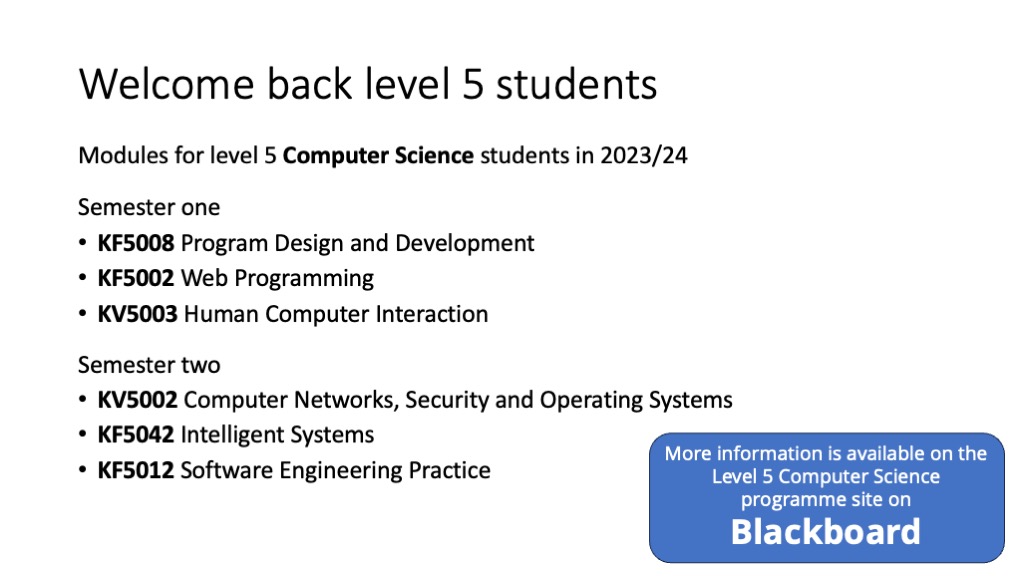 Welcome back level 5 students
Modules for level 5 Computer Science students in 2023/24
Semester one
• KF5008 Program Design and Development
• KF5002 Web Programming
• KV5003 Human Computer Interaction
Semester two
• KV5002 Computer Networks, Security and Operating Systems
• KF5042 Intelligent Systems
• KF5012 Software Engineering Practice
More information is available on the
Level 5 Computer Science
programme site on
Blackboard